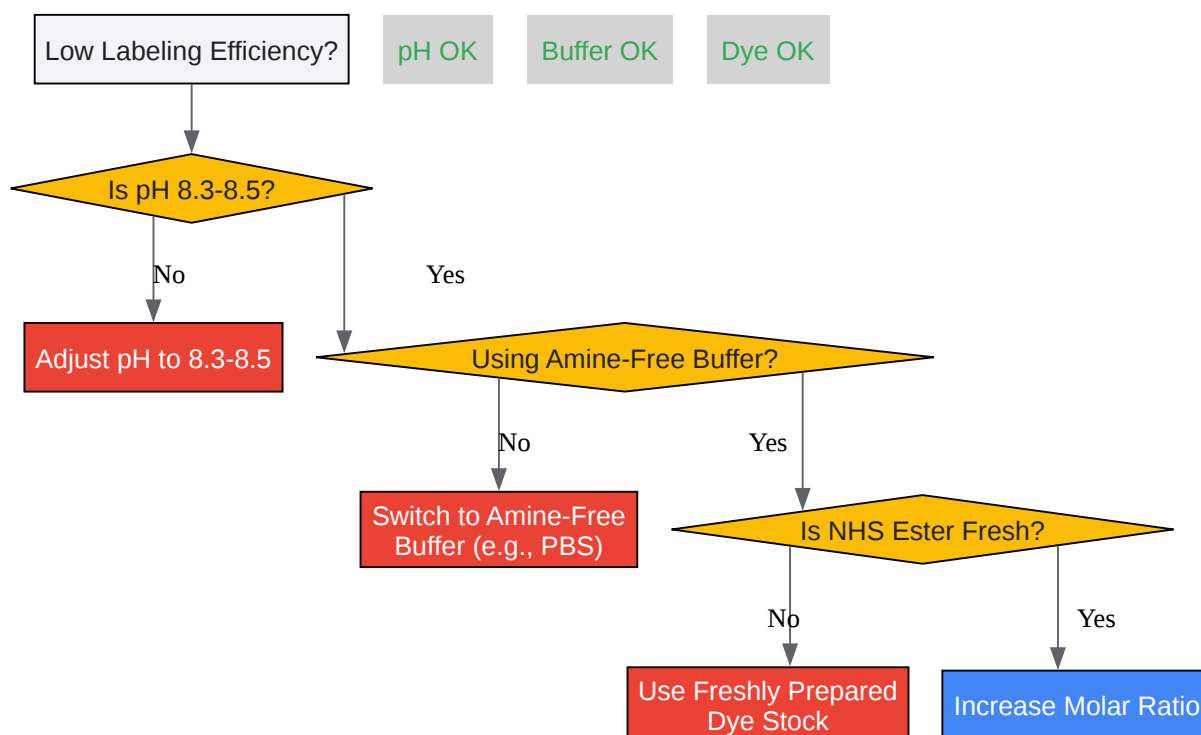 Low Labeling Efficiency?
pH OK
Buffer OK
Dye OK
Is pH 8.3-8.5?
No
Yes
Adjust pH to 8.3-8.5
Using Amine-Free Buffer?
No
Yes
Switch to Amine-Free
Buffer (e.g., PBS)
Is NHS Ester Fresh?
No
Yes
Use Freshly Prepared
Dye Stock
Increase Molar Ratio